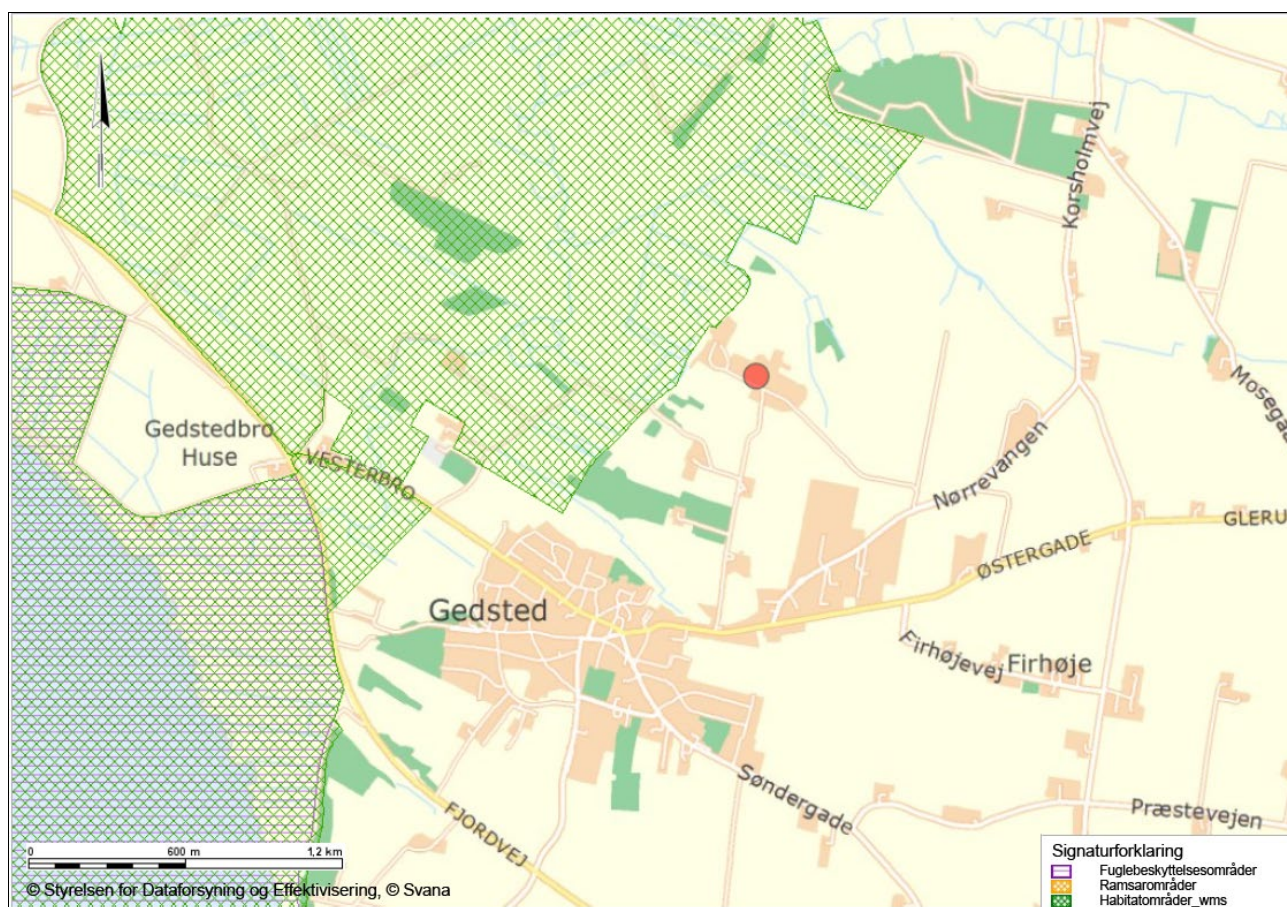 Korsholmvej
Gedstedbro
Huse
VESTERBRO
Mosegå
Nørrevangen
GLERU
ØSTERGADE
Gedsted
Firhøjevej
Firhøje
Søndergade
Præstevejen
FJORDVEJ
0 600 m 1,2 km
© Styrelsen for Dataforsyning og Effektivisering, © Svana
Signaturforklaring
Fuglebeskyttelsesområder
Ramsarområder
Habitatområder_wms